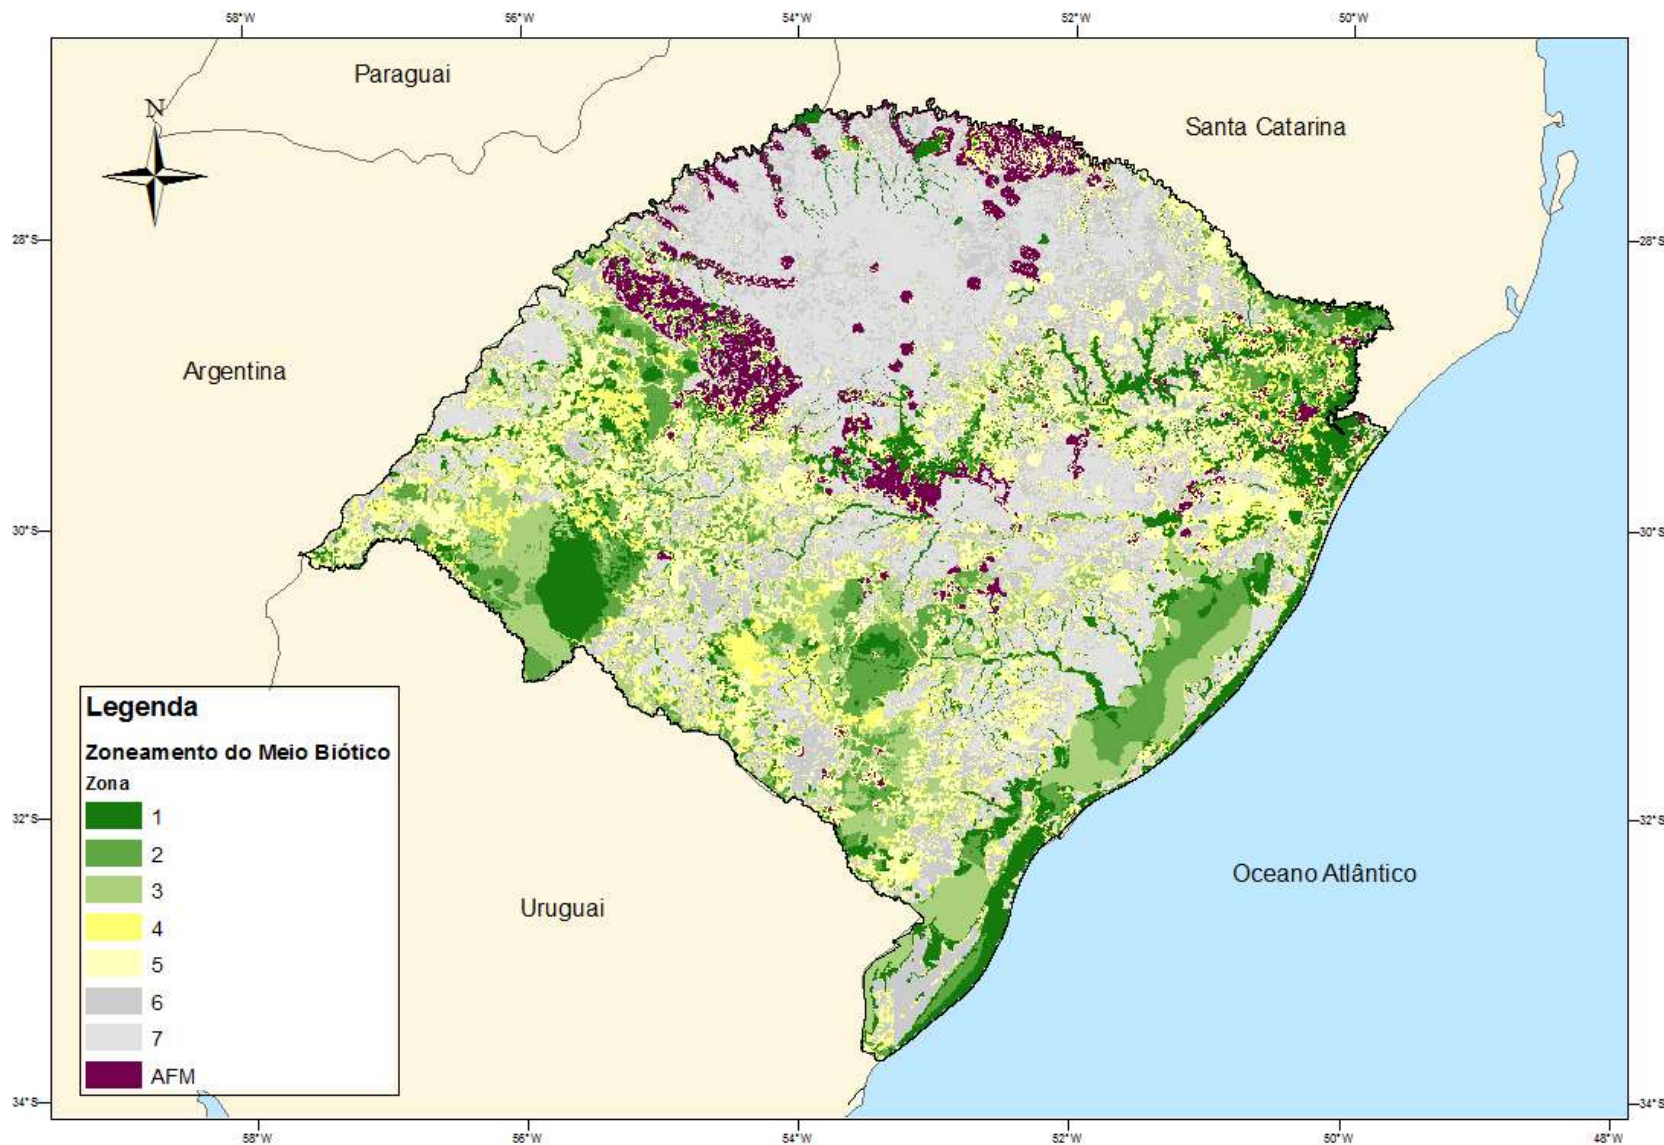 58°W 56°W 54°W 52°W 50°W
Paraguai
N
Santa Catarina
28°S 28°S
Argentina
30°S 30°S
Legenda
Zoneamento do Meio Biótico
Zona
1
32°S 32°S
2
Oceano Atlântico
3
Uruguai
4
5
6
7
AFM
34°S 34°S
58°W 56°W 54°W 52°W 50°W 48°W